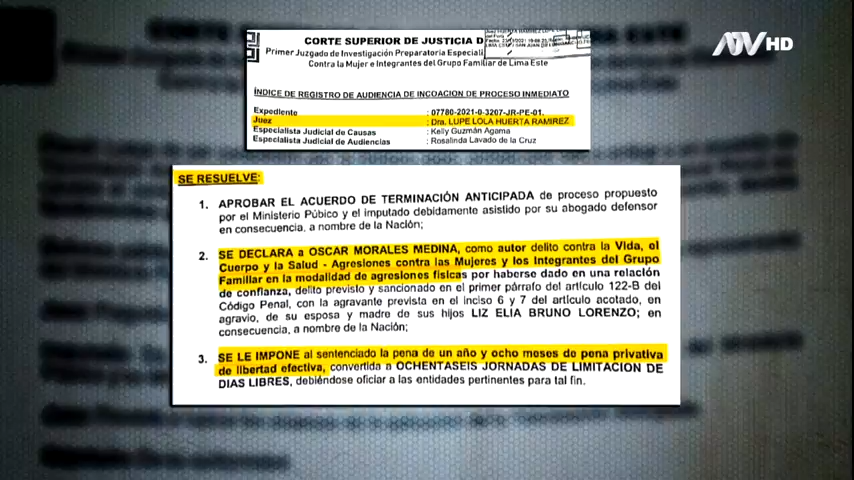 ATV HD
CORTE SUPERIOR DE JUSTICIA D
Primer Juzgado de Investigación Preparatoria Especiali
Contra la Mujer e Integrantes del Grupo Familiar de Lima Este
ÍNDICE DE REGISTRO DE AUDIENCIA DE INCOACION DE PROCESO INMEDIATO
Expediente : 07780-2021-0-3207-JR-PE-01.
Juez : Dra. LUPE LOLA HUERTA RAMIREZ
Especialista Judicial de Causas : Kelly Guzmán Agama
Especialista Judicial de Audiencias : Rosalinda Lavado de la Cruz
SE RESUELVE:
1. APROBAR EL ACUERDO DE TERMINACIÓN ANTICIPADA de proceso propuesto
por el Ministerio Púbico y el imputado debidamente asistido por su abogado defensor
en consecuencia, a nombre de la Nación;
2. SE DECLARA a OSCAR MORALES MEDINA, como autor delito contra la Vida, el
Cuerpo y la Salud - Agresiones contra las Mujeres y los Integrantes del Grupo
Familiar en la modalidad de agresiones físicas por haberse dado en una relación
de confianza, delito previsto y sancionado en el primer párrafo del artículo 122-B del
Código Penal, con la agravante prevista en el inciso 6 y 7 del artículo acotado, en
agravio, de su esposa y madre de sus hijos LIZ ELIA BRUNO LORENZO; en
consecuencia, a nombre de la Nación;
3. SE LE IMPONE al sentenciado la pena de un año y ocho meses de pena privativa
de libertad efectiva, convertida a OCHENTASEIS JORNADAS DE LIMITACION DE
DIAS LIBRES, debiéndose oficiar a las entidades pertinentes para tal fin.